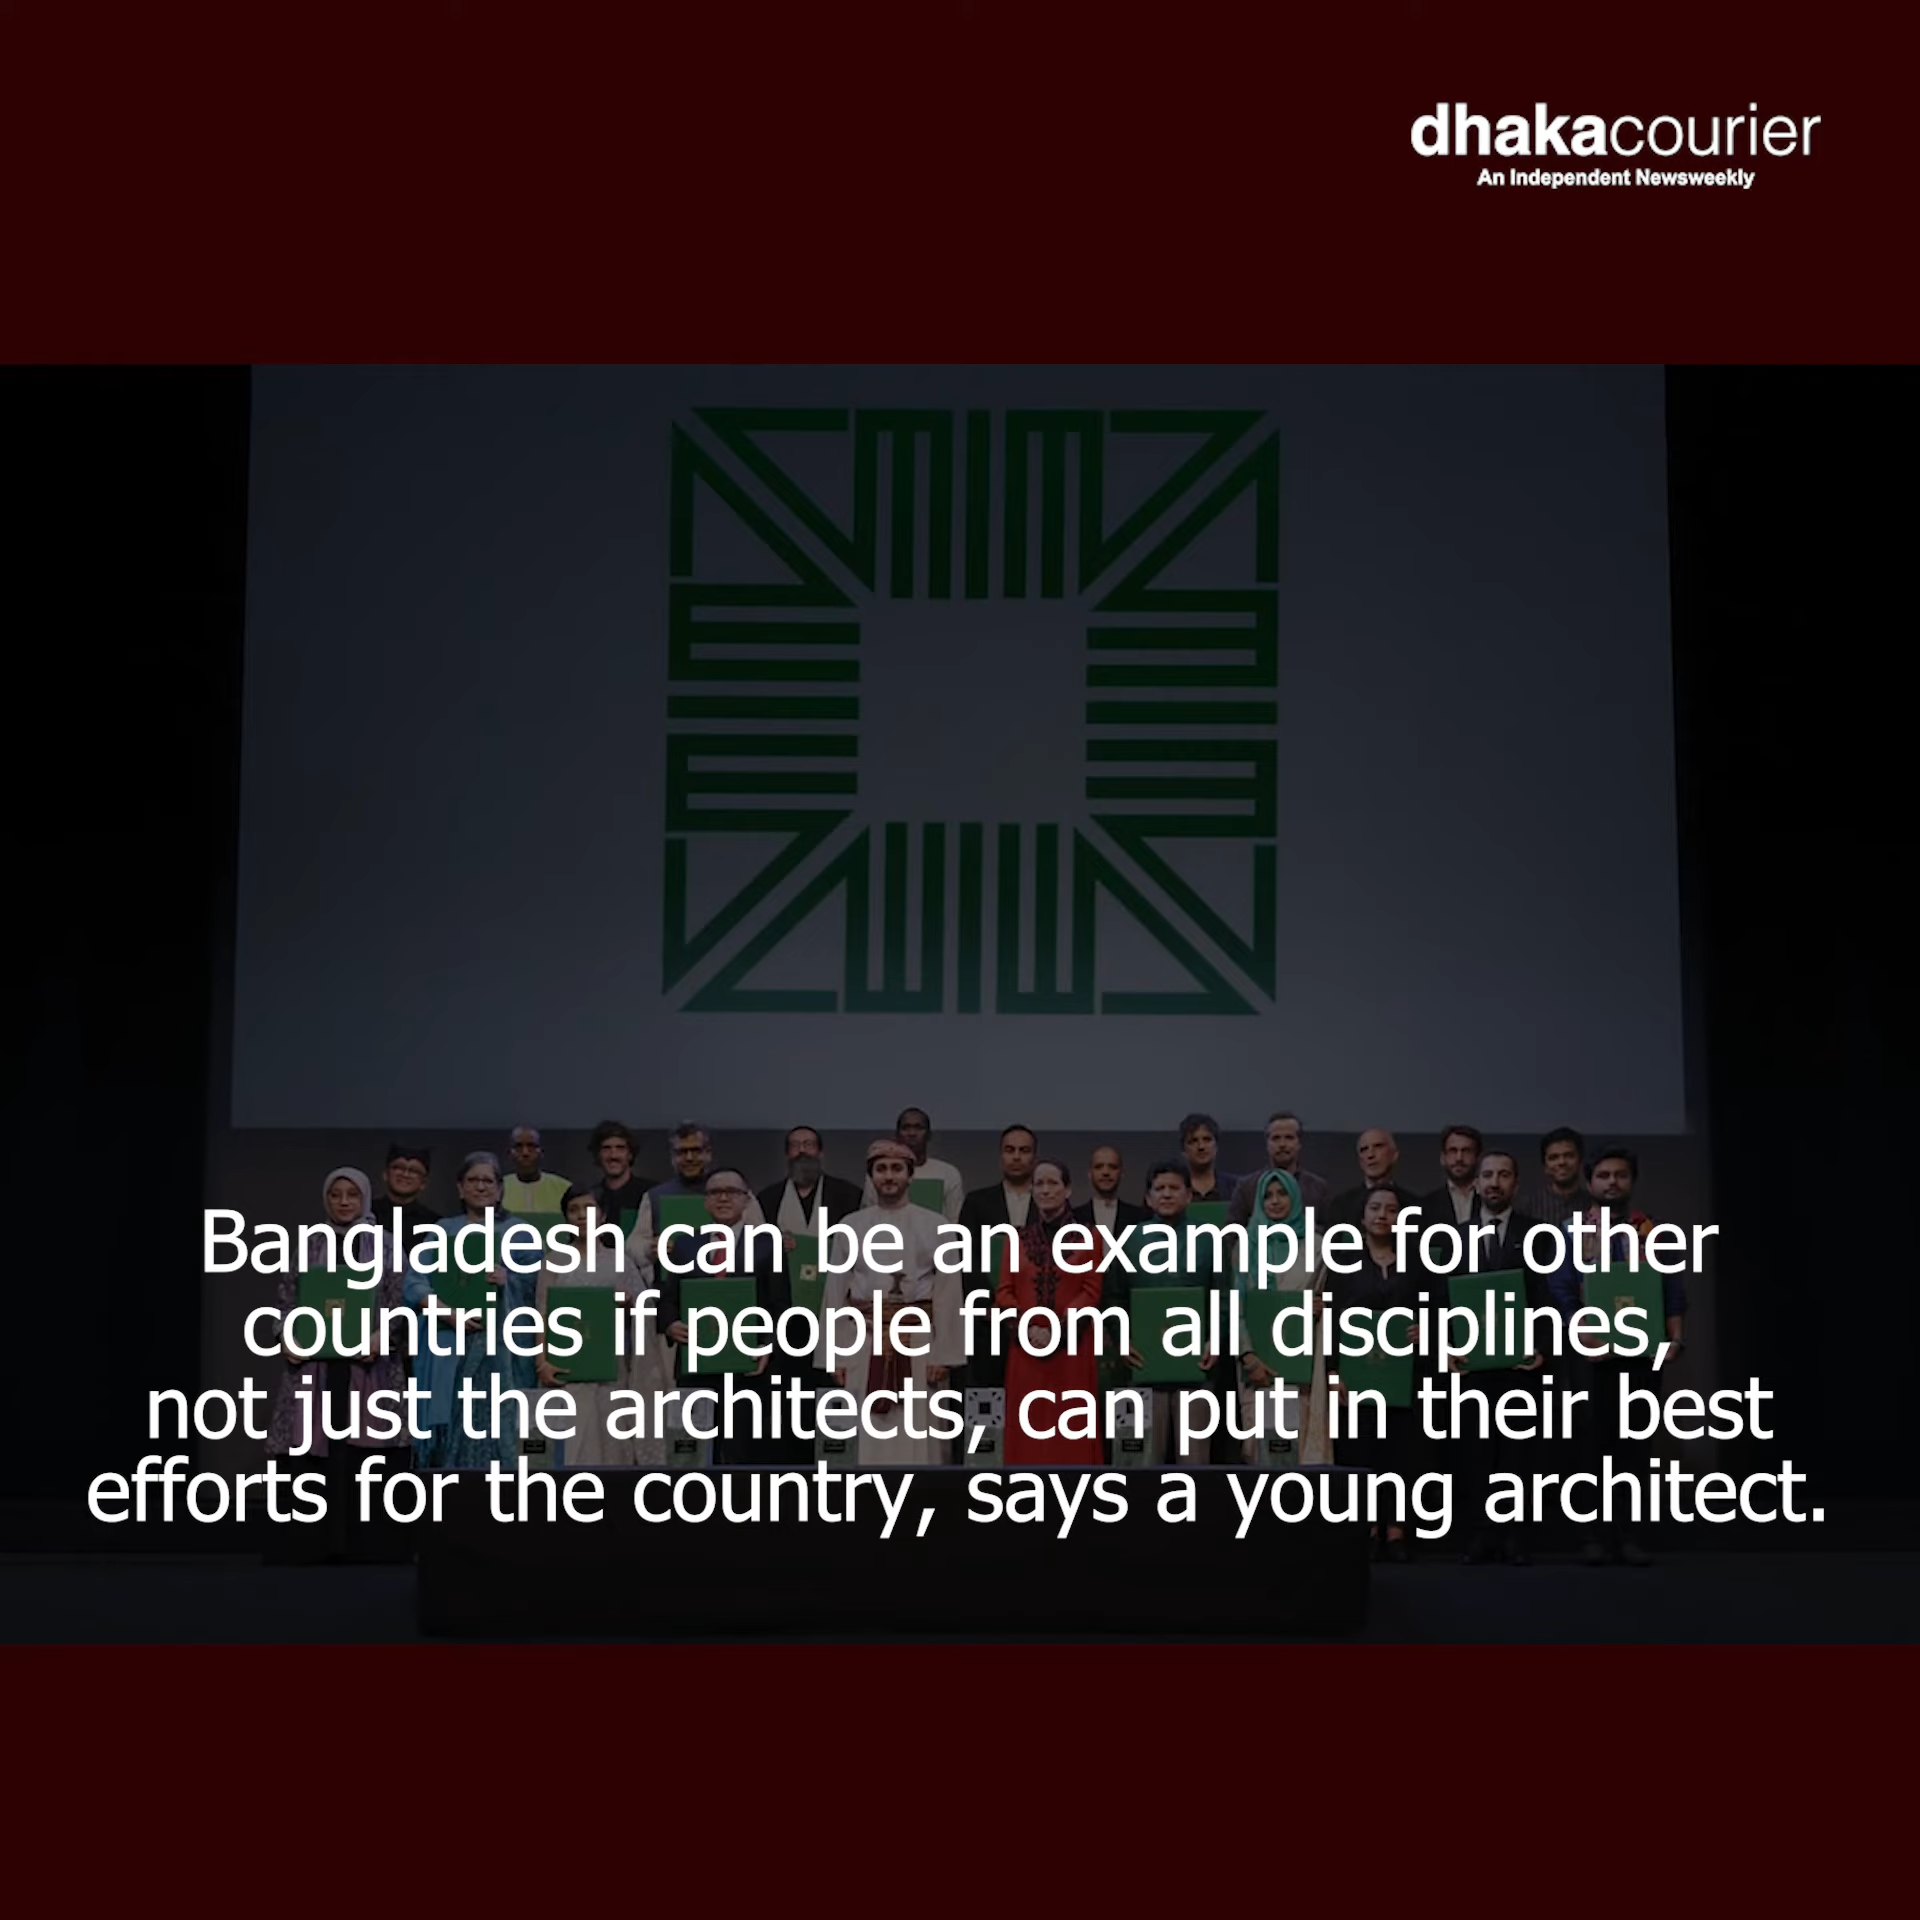 dhakacourier
An Independent Newsweekly
Bangladesh can be an example for other
countries if people from all disciplines,
not just the architects, can put in their best
efforts for the country, says a young architect.